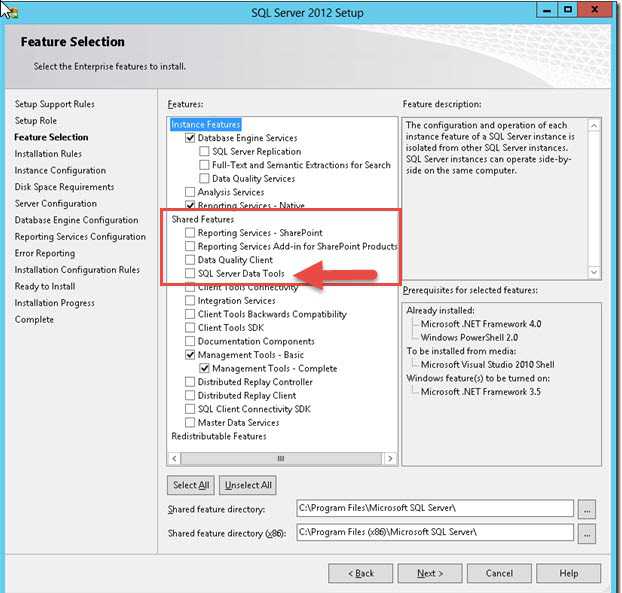 SQL Server 2012 Setup
Feature Selection
Select the Enterprise features to install.
Setup Support Rules
Setup Role
Feature Selection
Installation Rules
Instance Configuration
Disk Space Requirements
Server Configuration
Database Engine Configuration
Reporting Services Configuration
Error Reporting
Installation Configuration Rules
Ready to Install
Installation Progress
Complete
Features:
Instance Features
Database Engine Services
SQL Server Replication
Full-Text and Semantic Extractions for Search
Data Quality Services
Analysis Services
Reporting Services - Native
Shared Features
Reporting Services - SharePoint
Reporting Services Add-in for SharePoint Products
Data Quality Client
SQL Server Data Tools
Client Tools Connectivity
Integration Services
Client Tools Backwards Compatibility
Client Tools SDK
Documentation Components
Management Tools - Basic
Management Tools - Complete
Distributed Replay Controller
Distributed Replay Client
SQL Client Connectivity SDK
Master Data Services
Redistributable Features
Feature description:
The configuration and operation of each
instance feature of a SQL Server instance is
isolated from other SQL Server instances.
SQL Server instances can operate side-by-
side on the same computer.
Prerequisites for selected features:
Already installed:
Microsoft .NET Framework 4.0
Windows PowerShell 2.0
To be installed from media:
Microsoft Visual Studio 2010 Shell
Windows feature(s) to be turned on:
Microsoft .NET Framework 3.5
Select All
Unselect All
Shared feature directory:
C:\Program Files\Microsoft SQL Server\
...
Shared feature directory (x86):
C:\Program Files (x86)\Microsoft SQL Server\
...
< Back
Next >
Cancel
Help